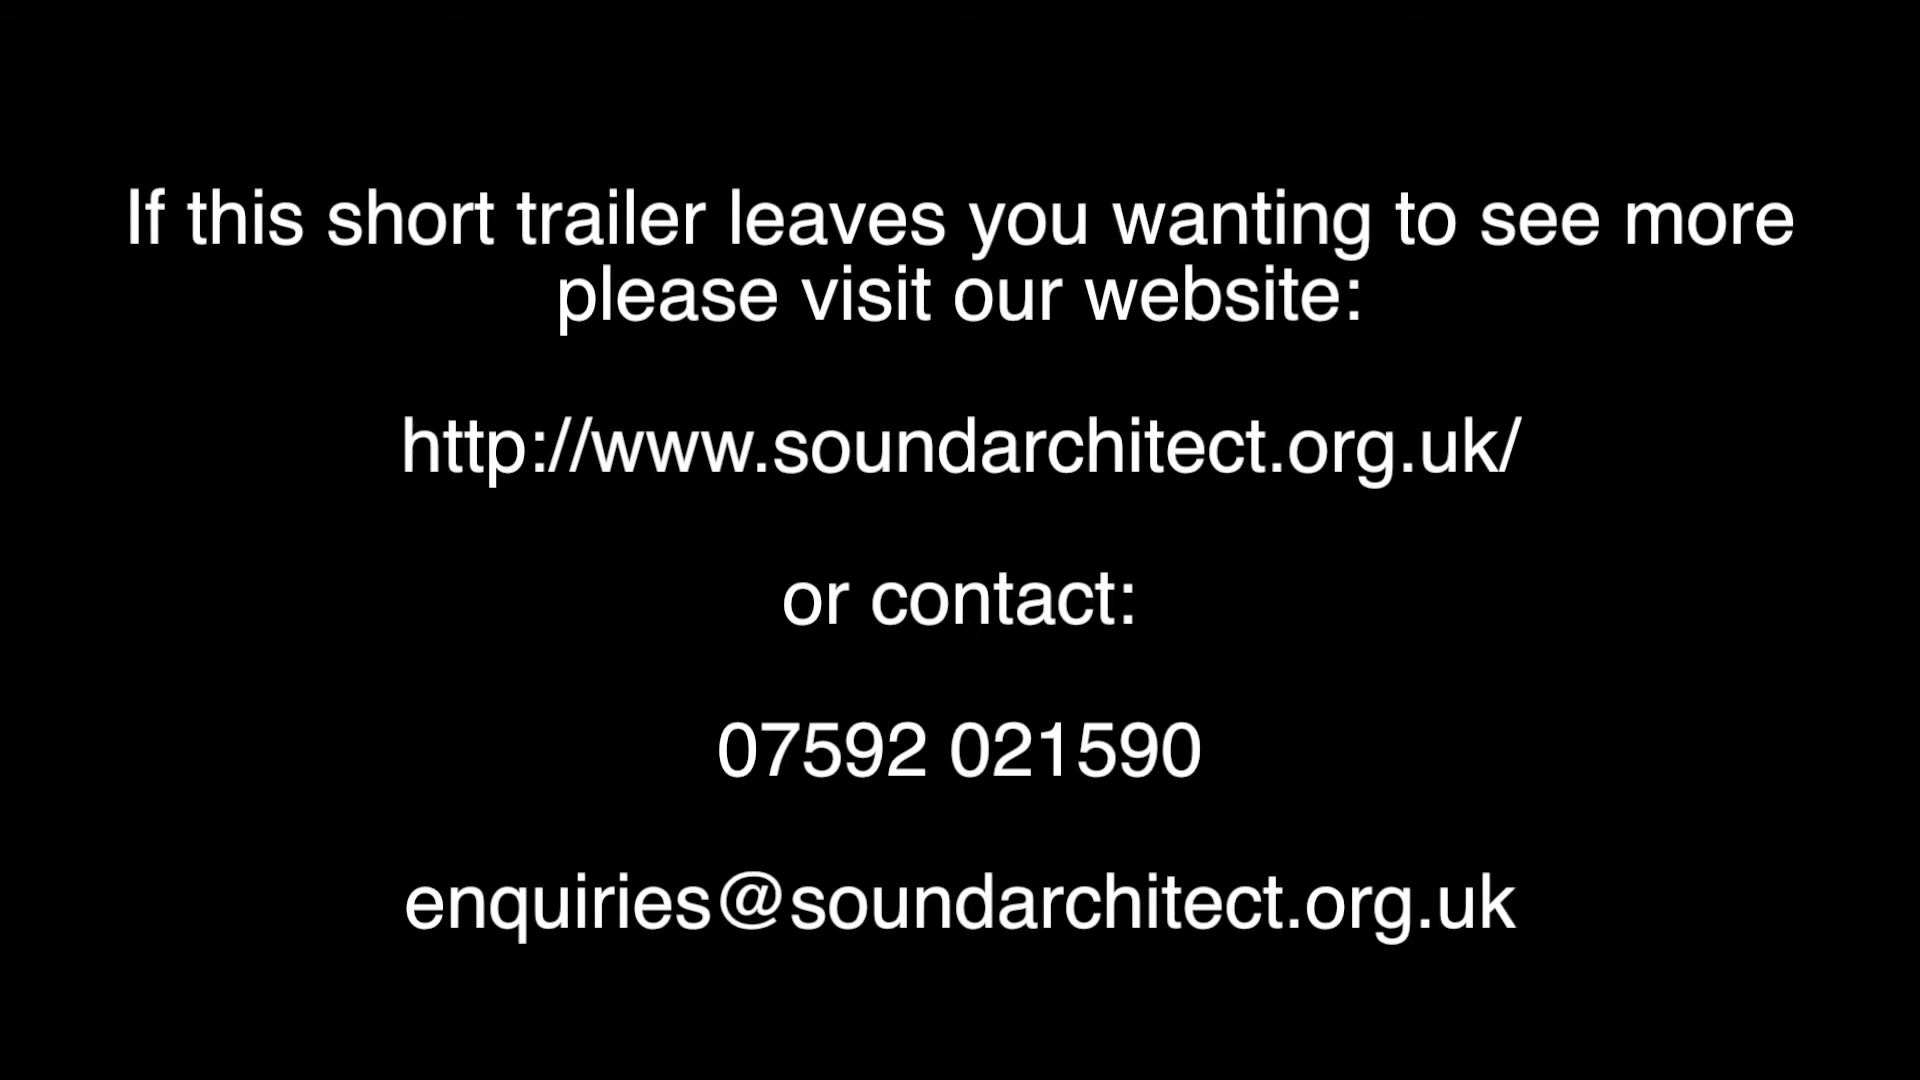 If this short trailer leaves you wanting to see more
please visit our website:
http://www.soundarchitect.org.uk/
or contact:
07592 021590
enquiries@soundarchitect.org.uk